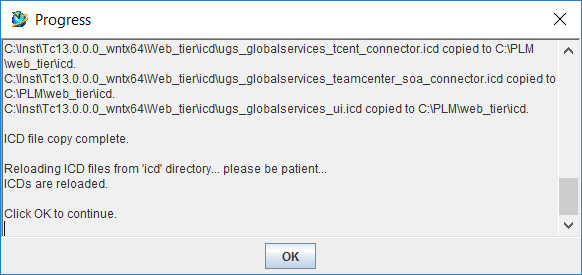 Progress
C:\Inst\Tc13.0.0.0_wntx64\Web_tier\icd\ugs_globalservices_tcent_connector.icd copied to C:\PLM
\web_tier\icd.
C:\Inst\Tc13.0.0.0_wntx64\Web_tier\icd\ugs_globalservices_teamcenter_soa_connector.icd copied to
C:\PLM\web_tier\icd.
C:\Inst\Tc13.0.0.0_wntx64\Web_tier\icd\ugs_globalservices_ui.icd copied to C:\PLM\web_tier\icd.
ICD file copy complete.
Reloading ICD files from 'icd' directory... please be patient...
ICDs are reloaded.
Click OK to continue.
OK